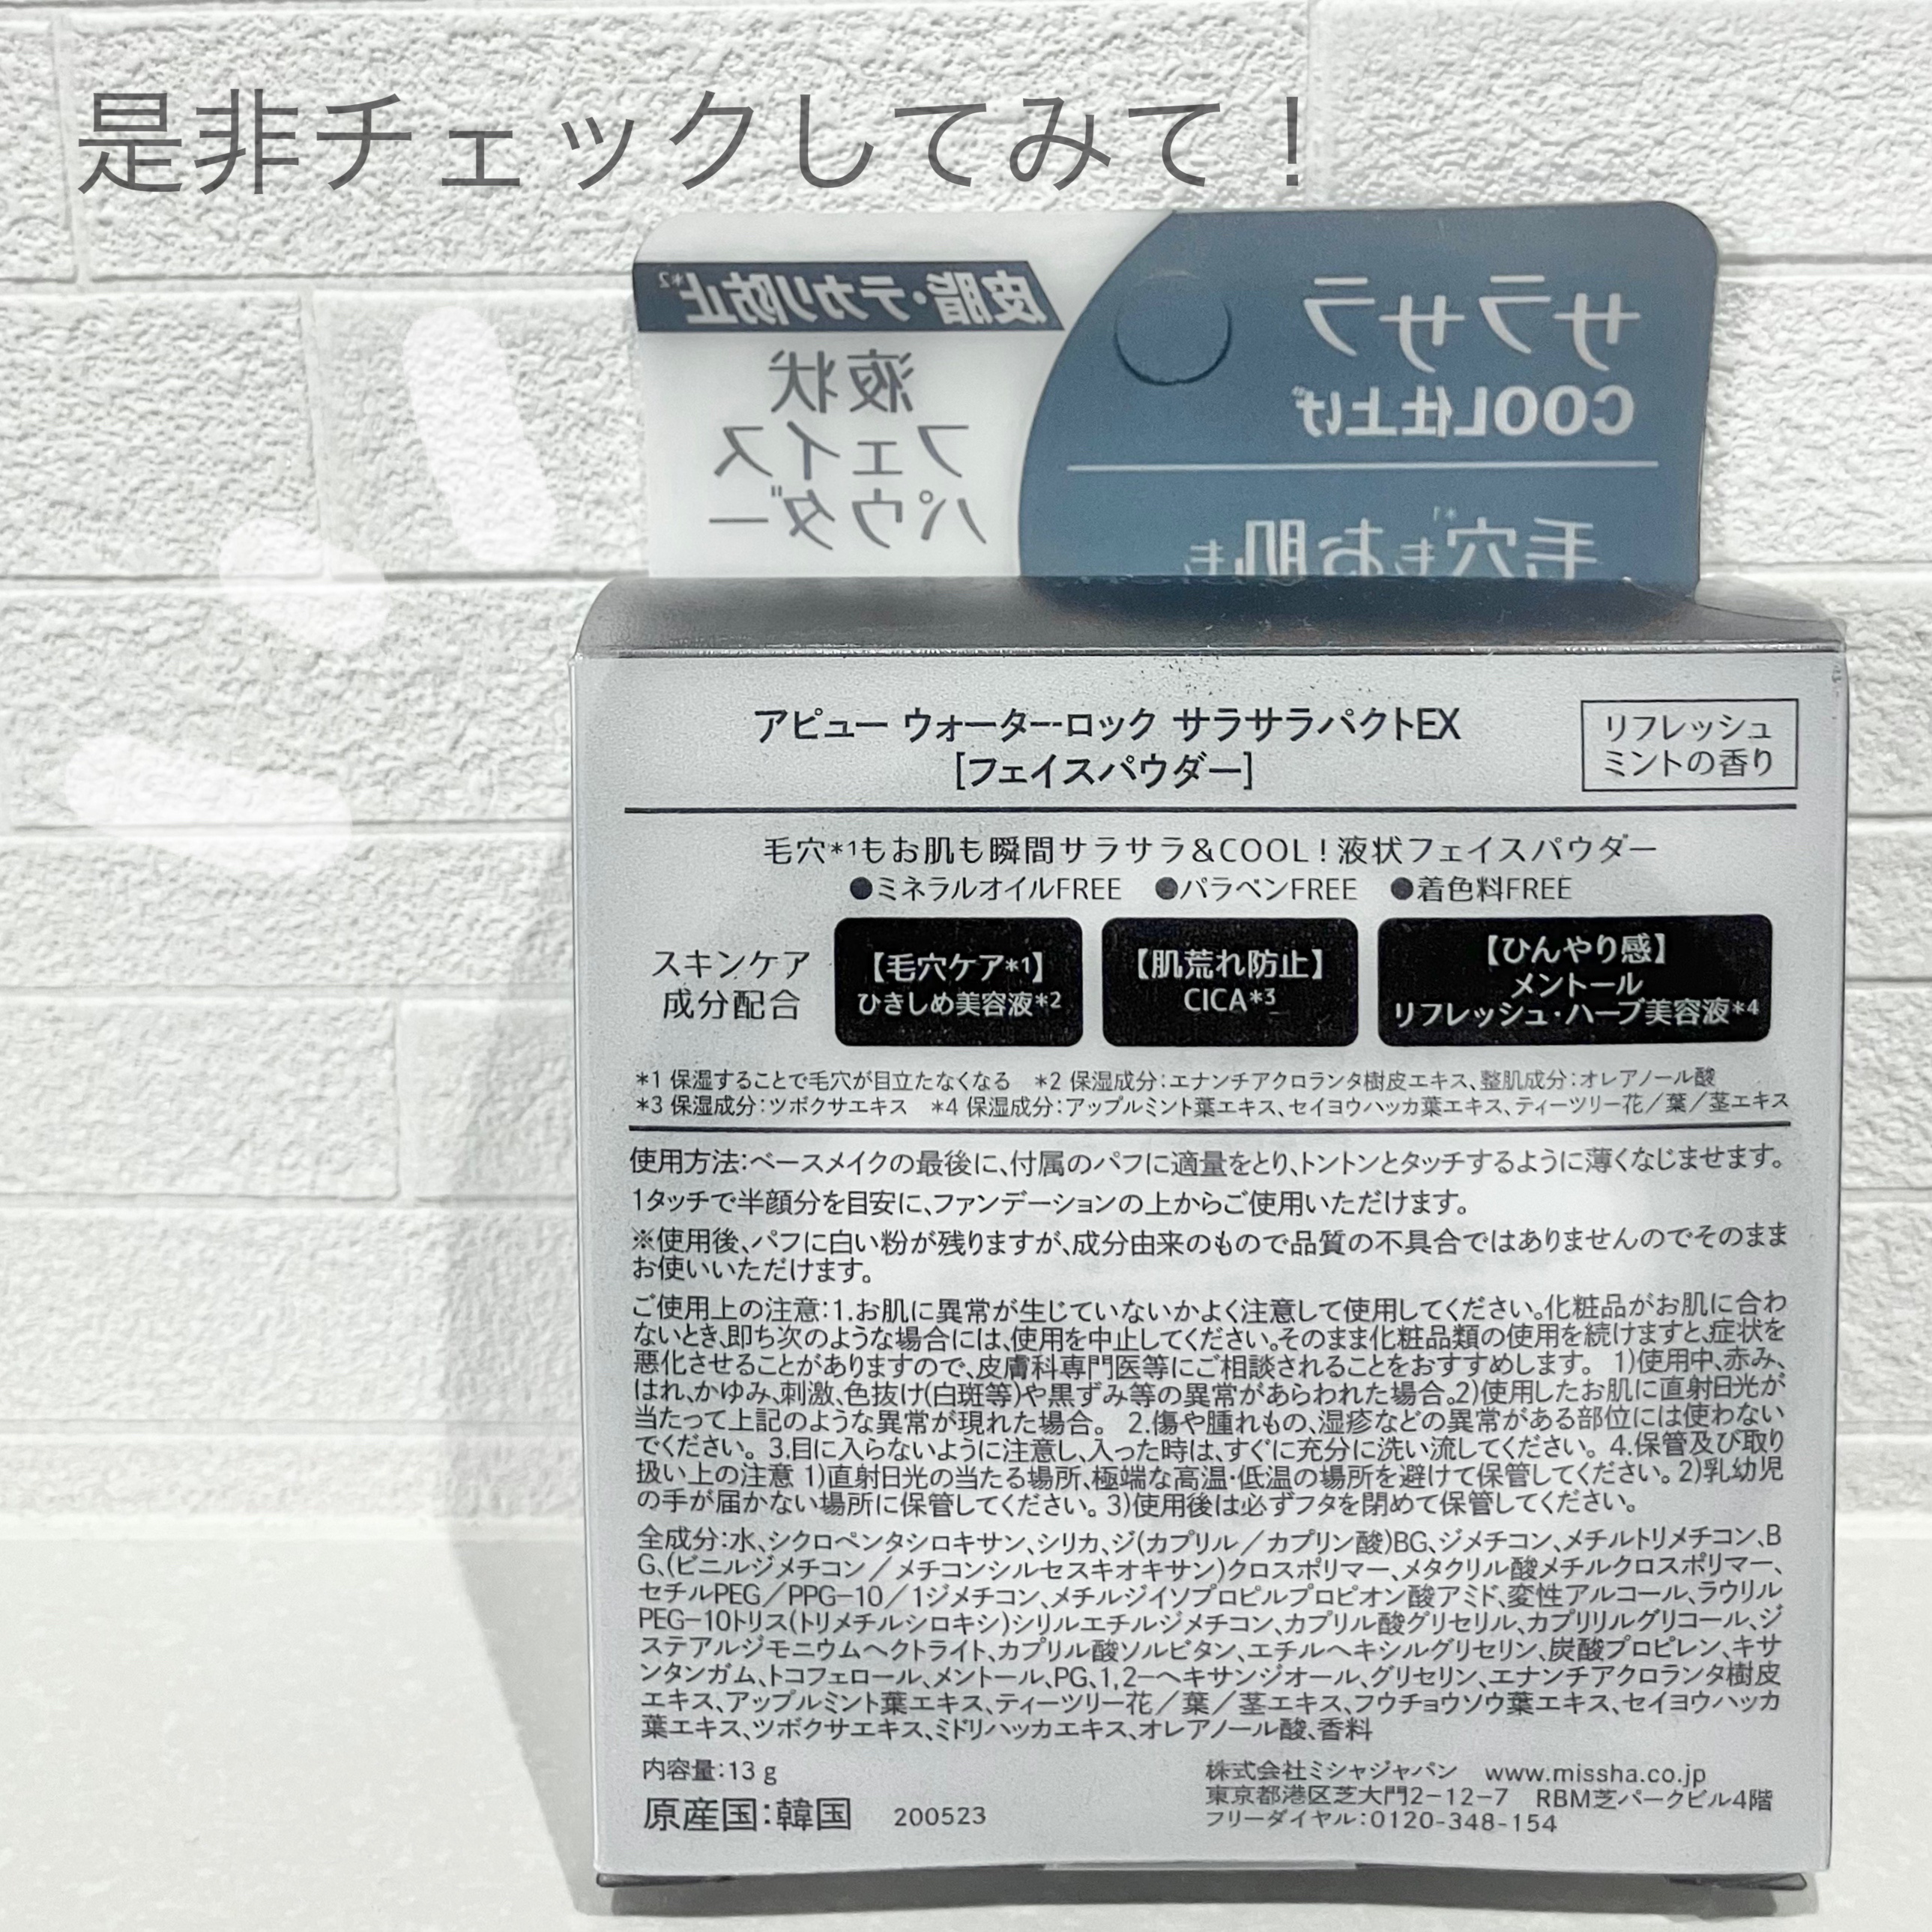 是非チェックしてみて！
サラサラ
COOL仕上げ
毛穴*1もお肌も
皮脂・テカリ防止*2
液状
フェイス
パウダー
アピュー ウォーターロック サラサラパクトEX
[フェイスパウダー]
リフレッシュ
ミントの香り
毛穴*1もお肌も瞬間サラサラ&COOL！液状フェイスパウダー
●ミネラルオイルFREE ●パラベンFREE ●着色料FREE
スキンケア
成分配合
【毛穴ケア*1】
ひきしめ美容液*2
【肌荒れ防止】
CICA*3
【ひんやり感】
メントール
リフレッシュ・ハーブ美容液*4
*1 保湿することで毛穴が目立たなくなる *2 保湿成分：エナンチアクロランタ樹皮エキス、整肌成分：オレアノール酸
*3 保湿成分：ツボクサエキス *4 保湿成分：アップルミント葉エキス、セイヨウハッカ葉エキス、ティーツリー花／葉／茎エキス
使用方法：ベースメイクの最後に、付属のパフに適量をとり、トントンとタッチするように薄くなじませます。
1タッチで半顔分を目安に、ファンデーションの上からご使用いただけます。
※使用後、パフに白い粉が残りますが、成分由来のもので品質の不具合ではありませんのでそのまま
お使いいただけます。
ご使用上の注意：1.お肌に異常が生じていないかよく注意して使用してください。化粧品がお肌に合わ
ないとき、即ち次のような場合には、使用を中止してください。そのまま化粧品類の使用を続けますと、症状を
悪化させることがありますので、皮膚科専門医等にご相談されることをおすすめします。 1)使用中、赤み、
はれ、かゆみ、刺激、色抜け(白斑等)や黒ずみ等の異常があらわれた場合。2)使用したお肌に直射日光が
当たって上記のような異常が現れた場合。 2.傷や腫れもの、湿疹などの異常がある部位には使わない
でください。 3.目に入らないように注意し、入った時は、すぐに充分に洗い流してください。 4.保管及び取り
扱い上の注意 1)直射日光の当たる場所、極端な高温・低温の場所を避けて保管してください。2)乳幼児
の手が届かない場所に保管してください。3)使用後は必ずフタを閉めて保管してください。
全成分：水、シクロペンタシロキサン、シリカ、ジ(カプリル／カプリン酸)BG、ジメチコン、メチルトリメチコン、B
G、(ビニルジメチコン／メチコンシルセスキオキサン)クロスポリマー、メタクリル酸メチルクロスポリマー、
セチルPEG／PPG-10／1ジメチコン、メチルジイソプロピルプロピオン酸アミド、変性アルコール、ラウリル
PEG-10トリス(トリメチルシロキシ)シリルエチルジメチコン、カプリル酸グリセリル、カプリリルグリコール、ジ
ステアルジモニウムヘクトライト、カプリル酸ソルビタン、エチルヘキシルグリセリン、炭酸プロピレン、キサ
ンタンガム、トコフェロール、メントール、PG、1,2-ヘキサンジオール、グリセリン、エナンチアクロランタ樹皮
エキス、アップルミント葉エキス、ティーツリー花／葉／茎エキス、フウチョウソウ葉エキス、セイヨウハッカ
葉エキス、ツボクサエキス、ミドリハッカエキス、オレアノール酸、香料
内容量：13 g
原産国：韓国 200523
株式会社ミシャジャパン www.missha.co.jp
東京都港区芝大門2-12-7 RBM芝パークビル4階
フリーダイヤル：0120-348-154